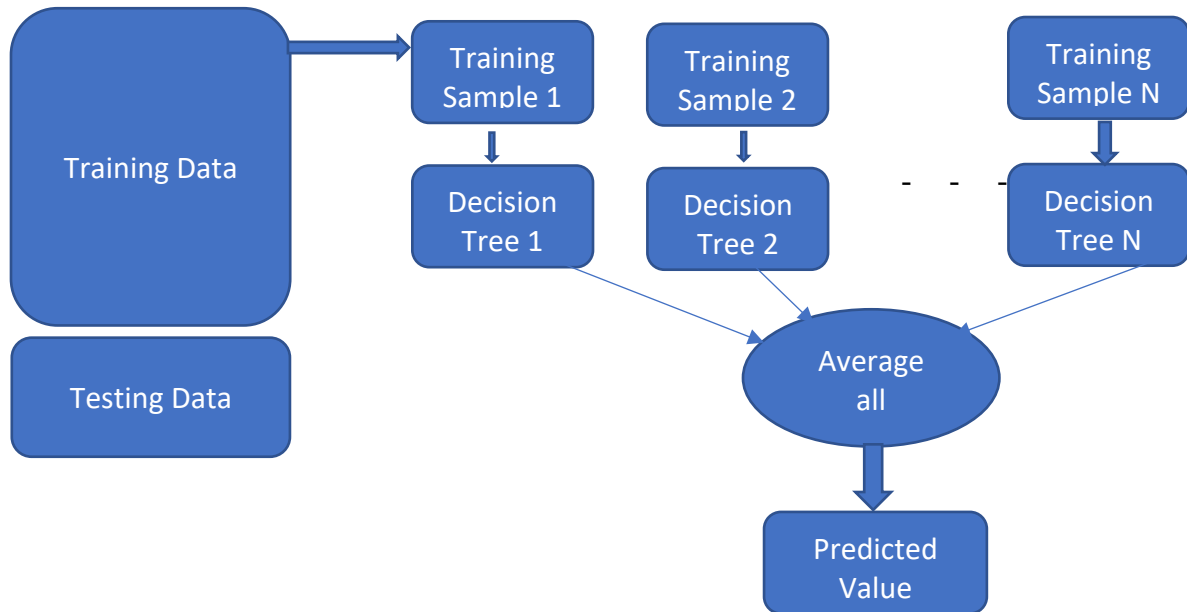 Training Data
Testing Data
Training
Sample 1
Training
Sample 2
Training
Sample N
Decision
Tree 1
Decision
Tree 2
- - -
Decision
Tree N
Average
all
Predicted
Value